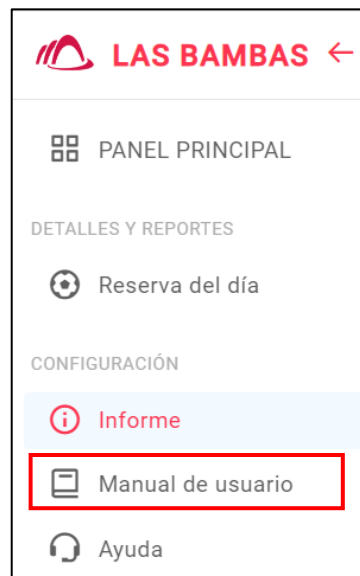 LAS BAMBAS
PANEL PRINCIPAL
DETALLES Y REPORTES
Reserva del día
CONFIGURACIÓN
Informe
Manual de usuario
Ayuda